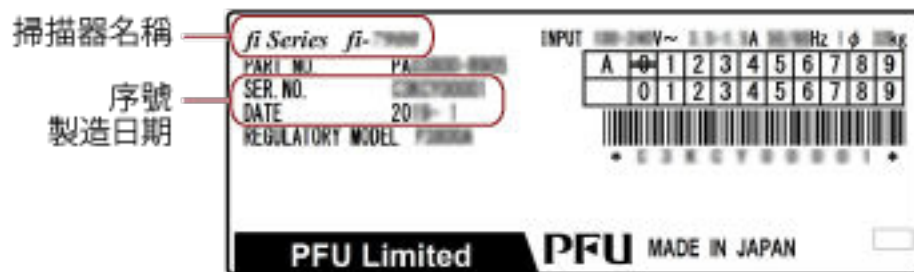 掃描器名稱
序號
製造日期
fi Series fi-
PART NO. PA
SER. NO.
DATE 20
REGULATORY MODEL
INPUT V~ A Hz φ kg
A 0 1 2 3 4 5 6 7 8 9
0 1 2 3 4 5 6 7 8 9
PFU Limited
PFU MADE IN JAPAN